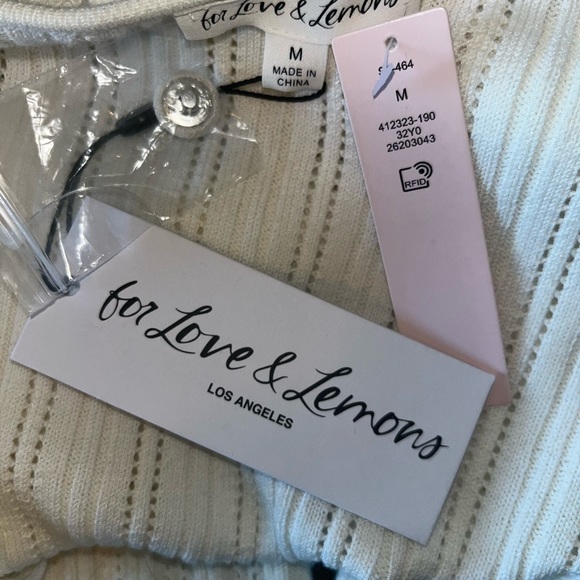 for Love & Lemons
M
MADE IN
CHINA
M
412323-190
32Y0
26203043
RFID
for Love & Lemons
LOS ANGELES